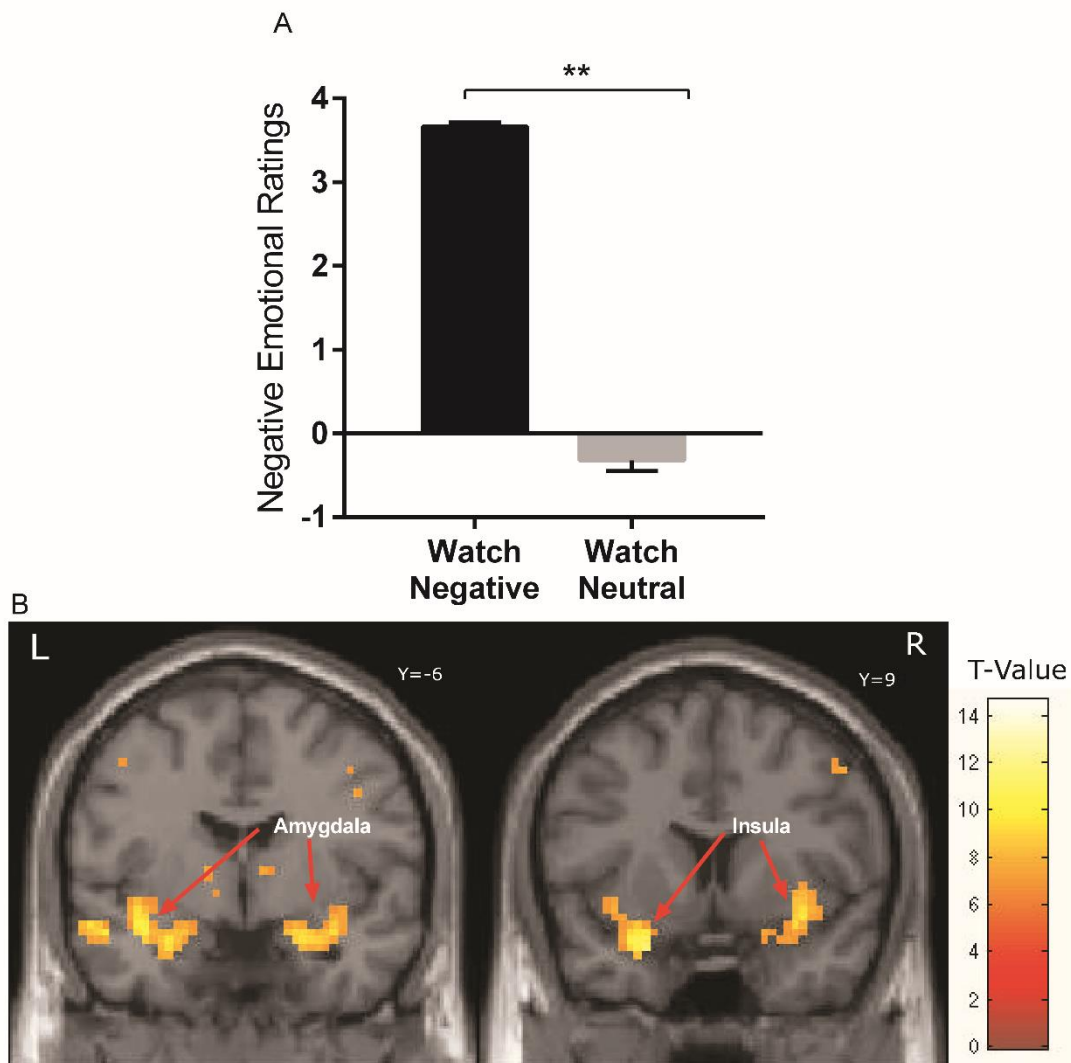 A
**
Negative Emotional Ratings
4
3
2
1
0
-1
Watch
Negative
Watch
Neutral
B
L
Y=-6
Amygdala
R
Y=9
Insula
T-Value
14
12
10
8
6
4
2
0